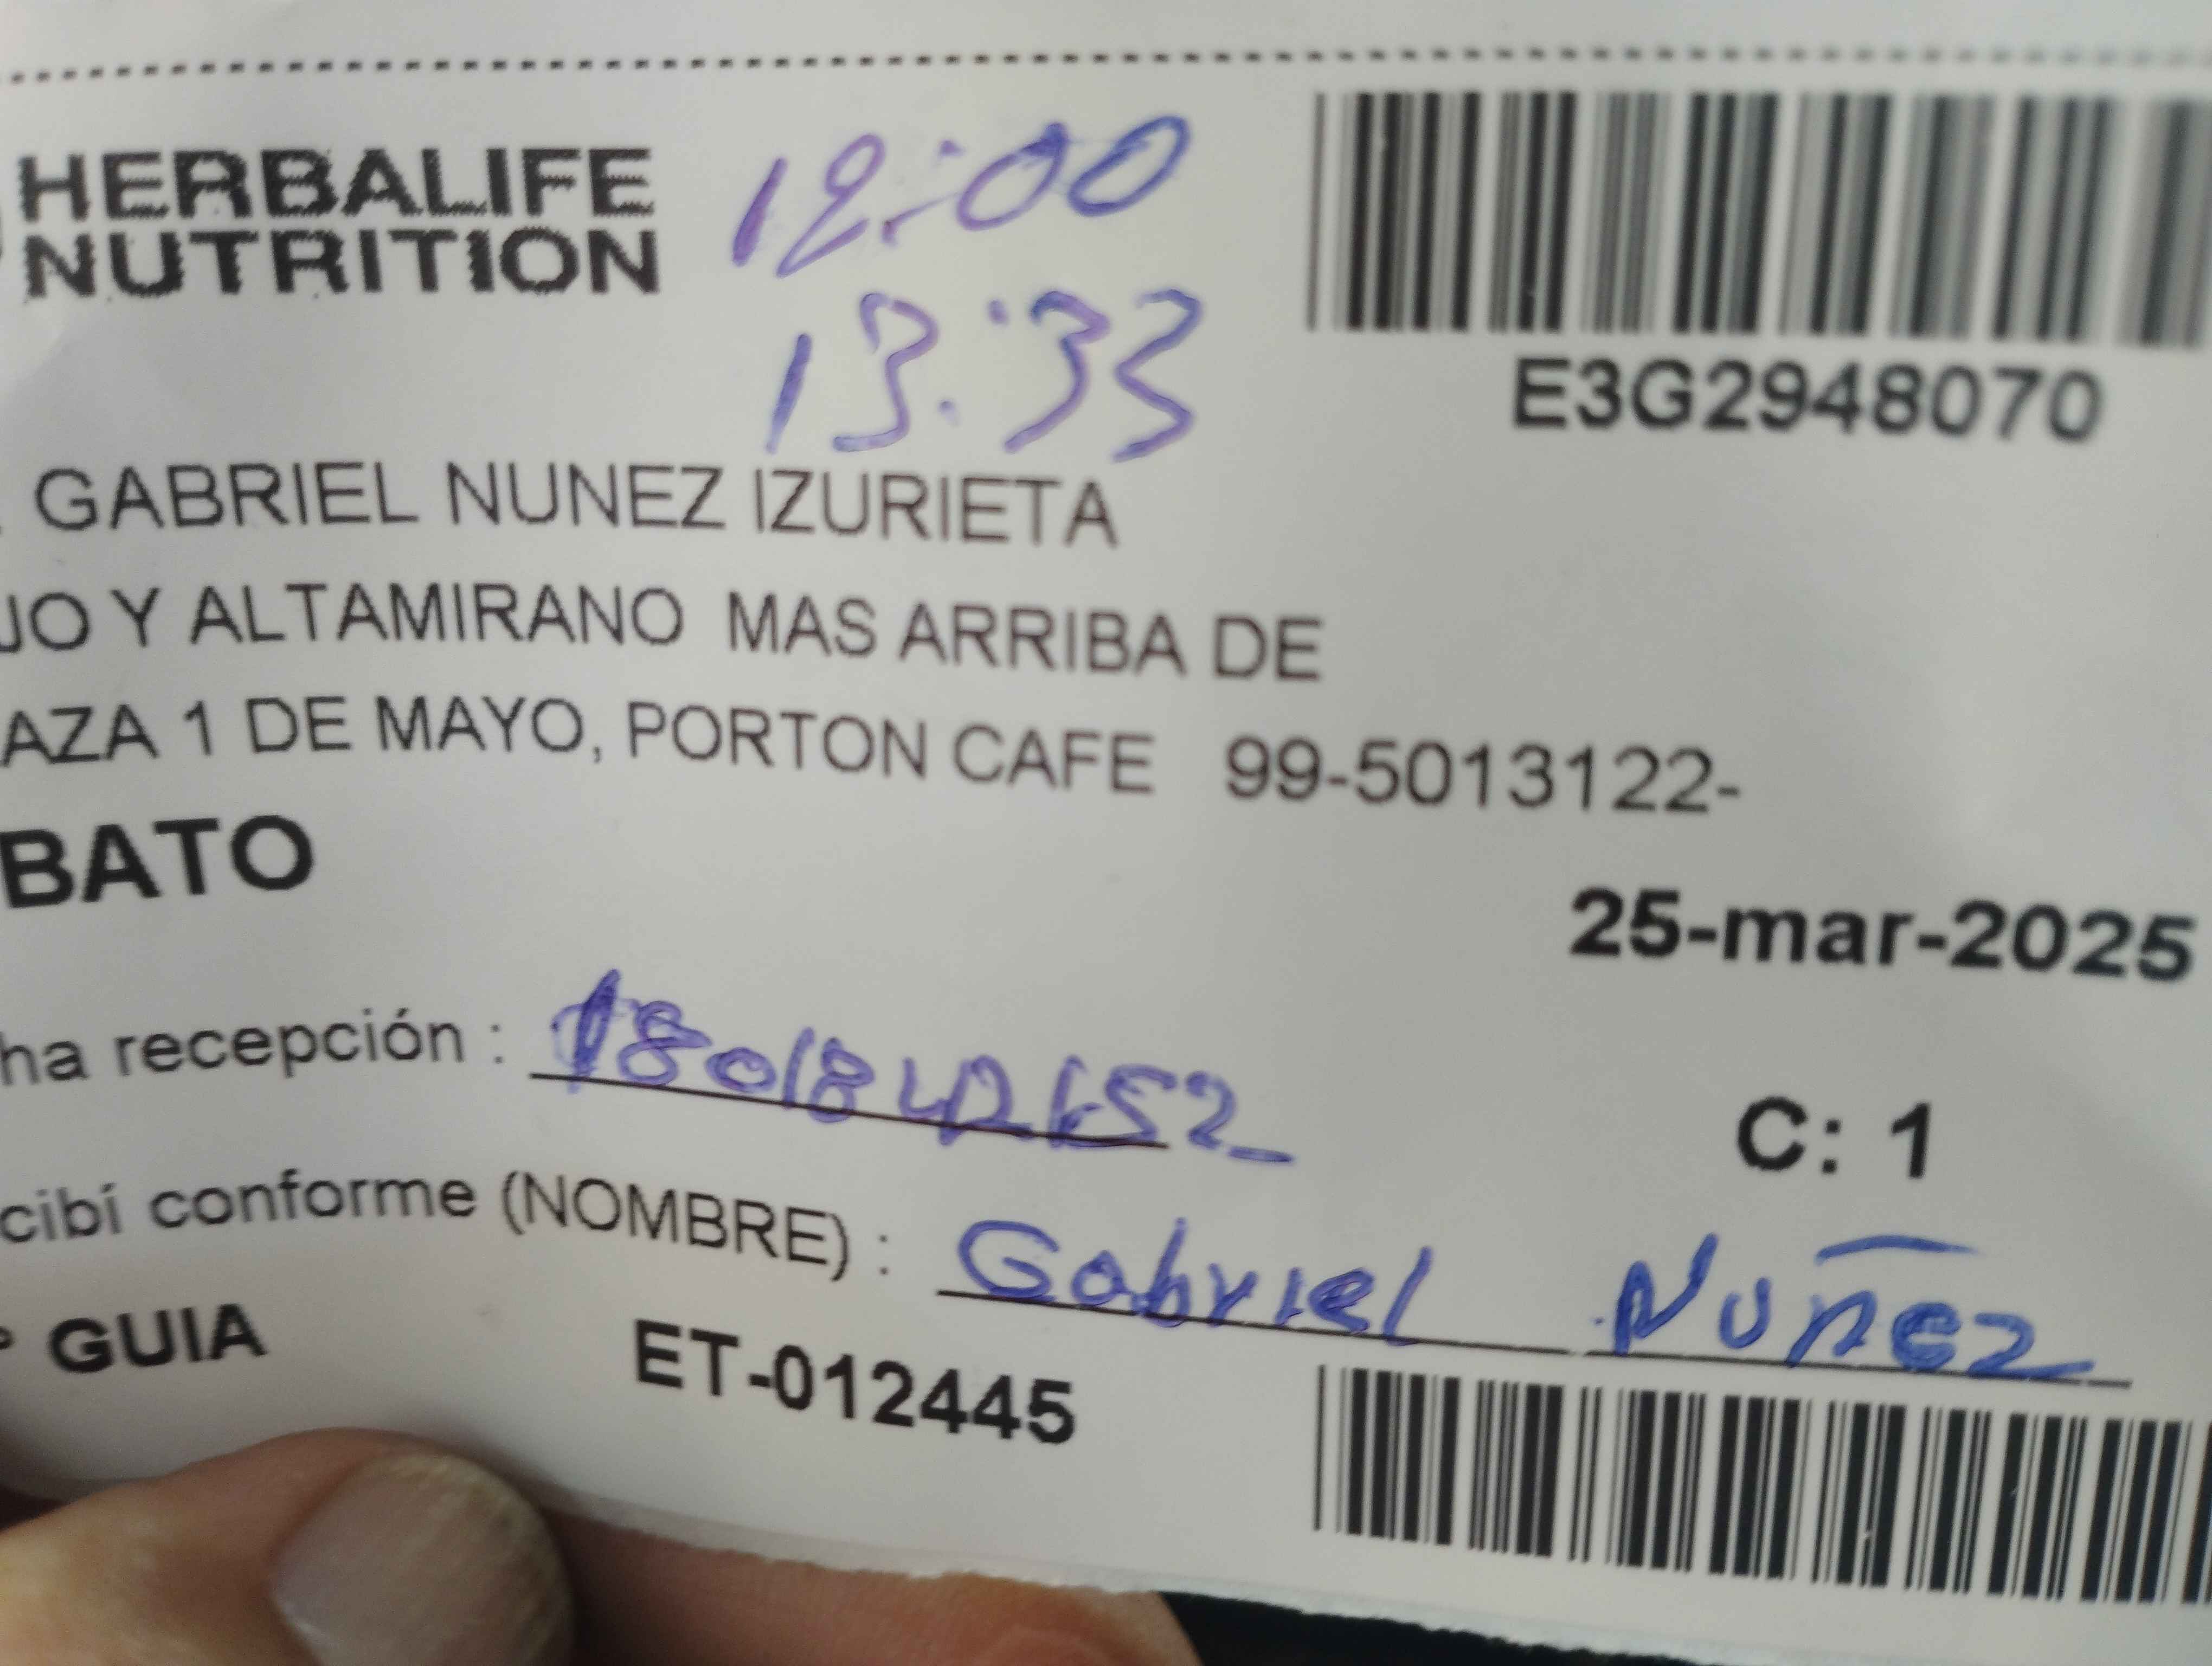 HERBALIFE
NUTRITION
12:00
13:33
E3G2948070
GABRIEL NUNEZ IZURIETA
JO Y ALTAMIRANO MAS ARRIBA DE
AZA 1 DE MAYO, PORTON CAFE 99-5013122-
BATO
25-mar-2025
ha recepción :
C: 1
cibí conforme (NOMBRE) : Gabriel Nuñez
GUIA ET-012445